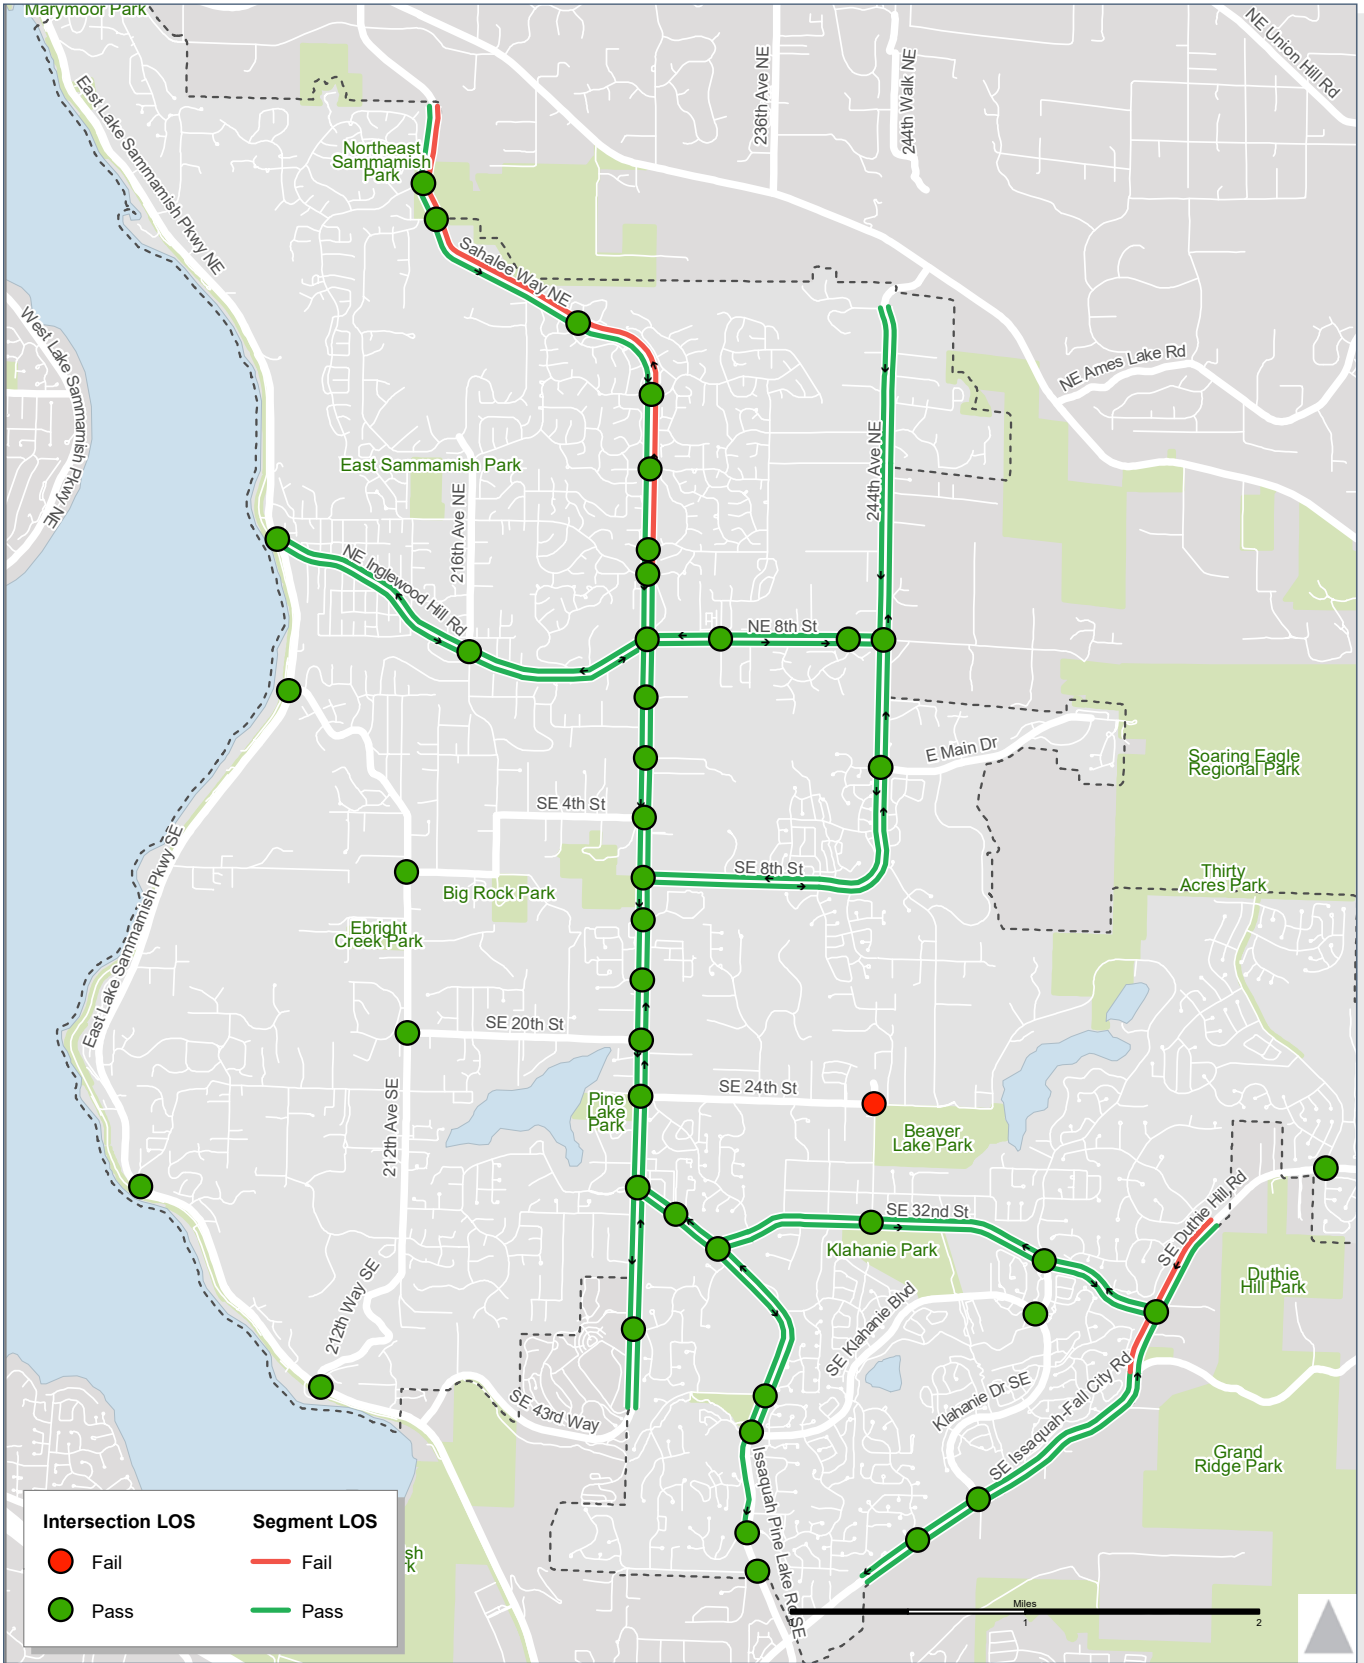 Marymoor Park
NE Union Hill Rd
East Lake Sammamish Pkwy NE
236th Ave NE
244th Walk NE
Northeast
Sammamish
Park
Sahalee Way NE
West Lake Sammamish Pkwy NE
NE Ames Lake Rd
244th Ave NE
East Sammamish Park
216th Ave NE
NE Inglewood Hill Rd
NE 8th St
E Main Dr
Soaring Eagle
Regional Park
SE 4th St
East Lake Sammamish Pkwy SE
SE 8th St
Thirty
Acres Park
Big Rock Park
Ebright
Creek Park
SE 20th St
212th Ave SE
SE 24th St
Pine
Lake
Park
Beaver
Lake Park
SE Duthie Hill Rd
SE 32nd St
Klahanie Park
Duthie
Hill Park
212th Way SE
SE Klahanie Blvd
SE 43rd Way
Klahanie Dr SE
SE Issaquah-Fall City Rd
Grand
Ridge Park
Issaquah Pine Lake Rd SE
sh
rk
Intersection LOS
Segment LOS
Fail
Fail
Pass
Pass
Miles
1
2